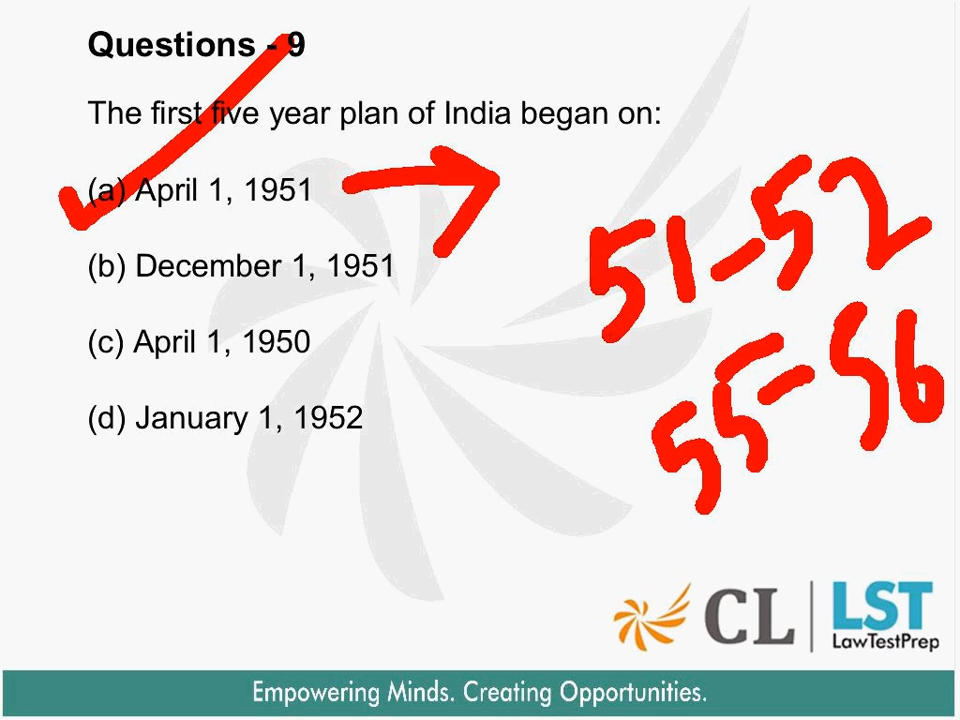 Questions - 9
The first five year plan of India began on:
(a) April 1, 1951
51-52
(b) December 1, 1951
(c) April 1, 1950
55-56
(d) January 1, 1952
CL | LST
LawTestPrep
Empowering Minds. Creating Opportunities.